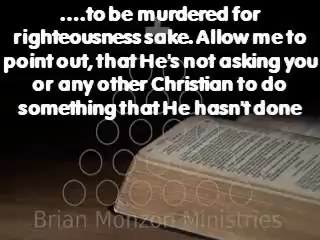 ....to be murdered for
righteousness sake. Allow me to
point out, that He's not asking you
or any other Christian to do
something that He hasn't done
Brian Monzon Ministries